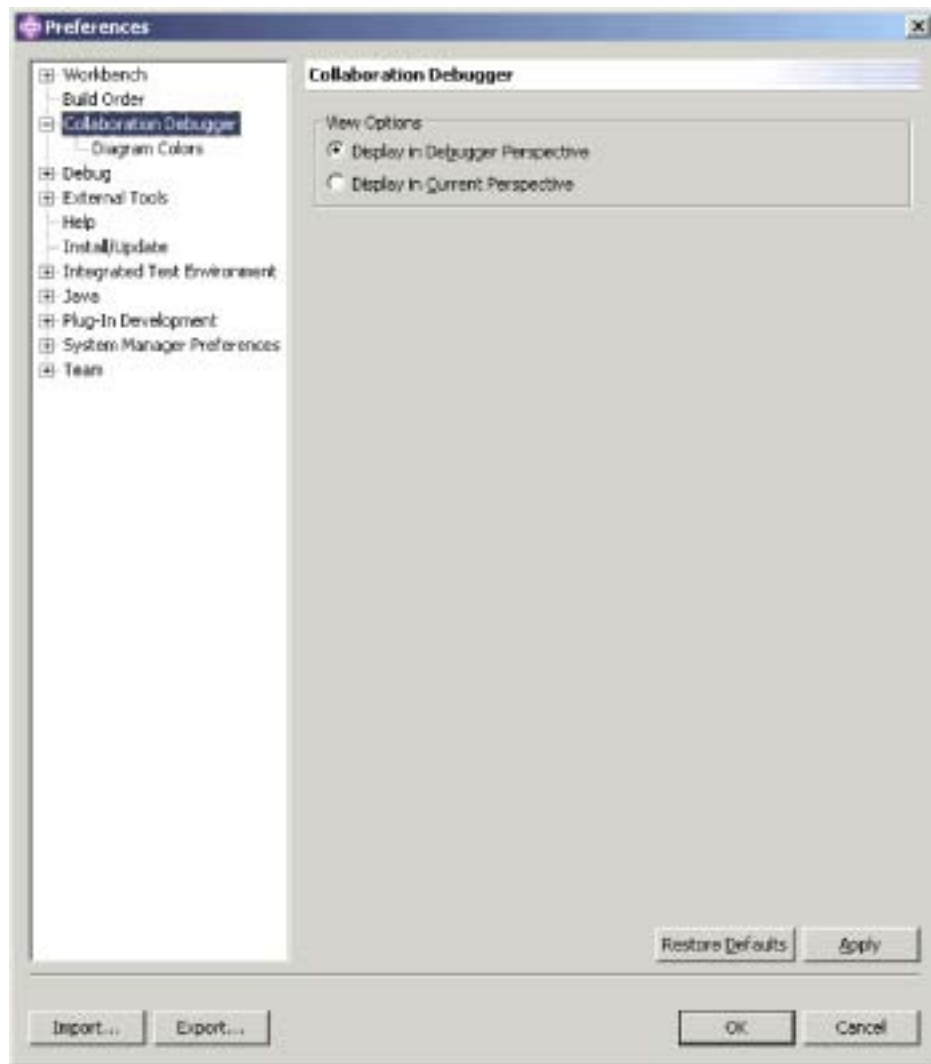 Preferences
Workbench
Build Order
Collaboration Debugger
Diagram Colors
Debug
External Tools
Help
Install/Update
Integrated Test Environment
Java
Plug-In Development
System Manager Preferences
Team
Collaboration Debugger
View Options
Display in Debugger Perspective
Display in Current Perspective
Restore Defaults
Apply
Import...
Export...
OK
Cancel